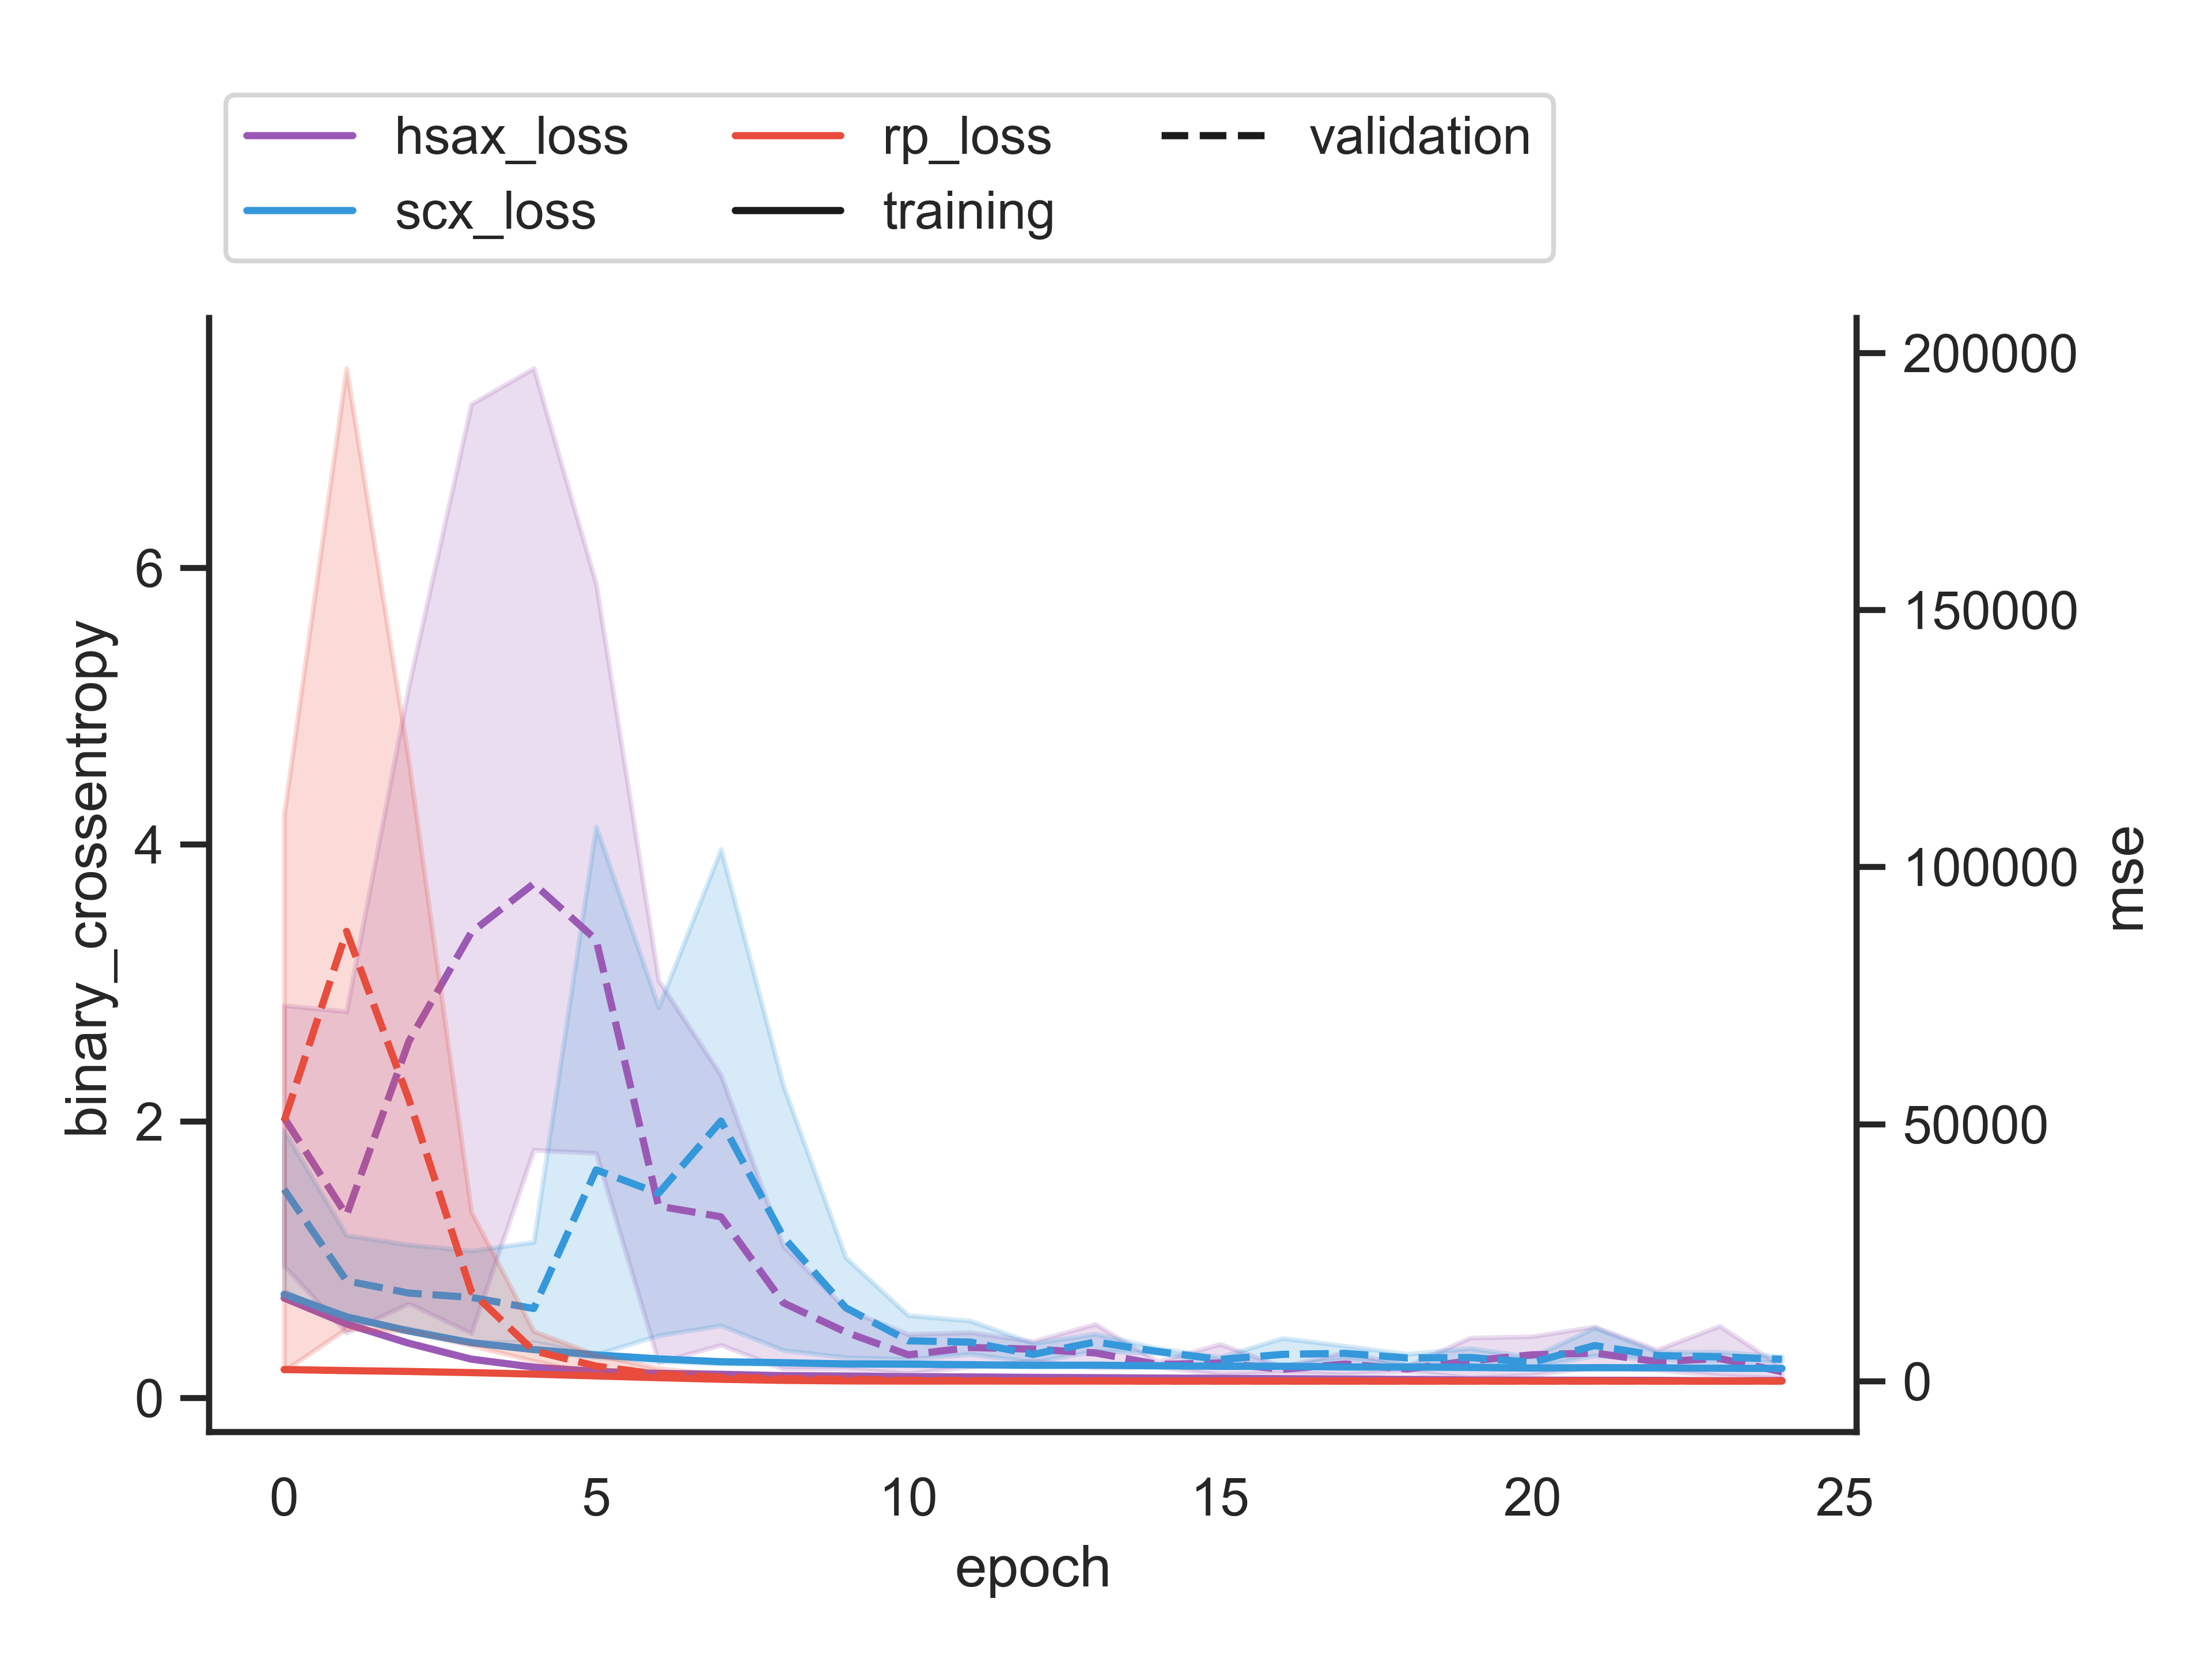 hsax_loss
scx_loss
rp_loss
training
validation
binary_crossentropy
6
4
2
0
200000
150000
100000
50000
0
mse
0 5 10 15 20 25
epoch